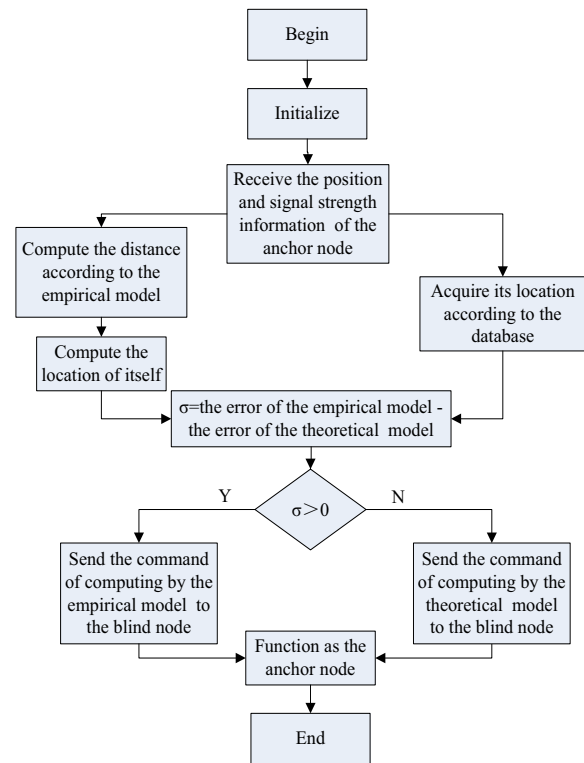 Begin
Initialize
Receive the position
and signal strength
information of the
anchor node
Compute the distance
according to the
empirical model
Acquire its location
according to the
database
Compute the
location of itself
σ=the error of the empirical model -
the error of the theoretical model
Y
σ＞0
N
Send the command
of computing by the
empirical model to
the blind node
Send the command
of computing by the
theoretical model
to the blind node
Function as the
anchor node
End